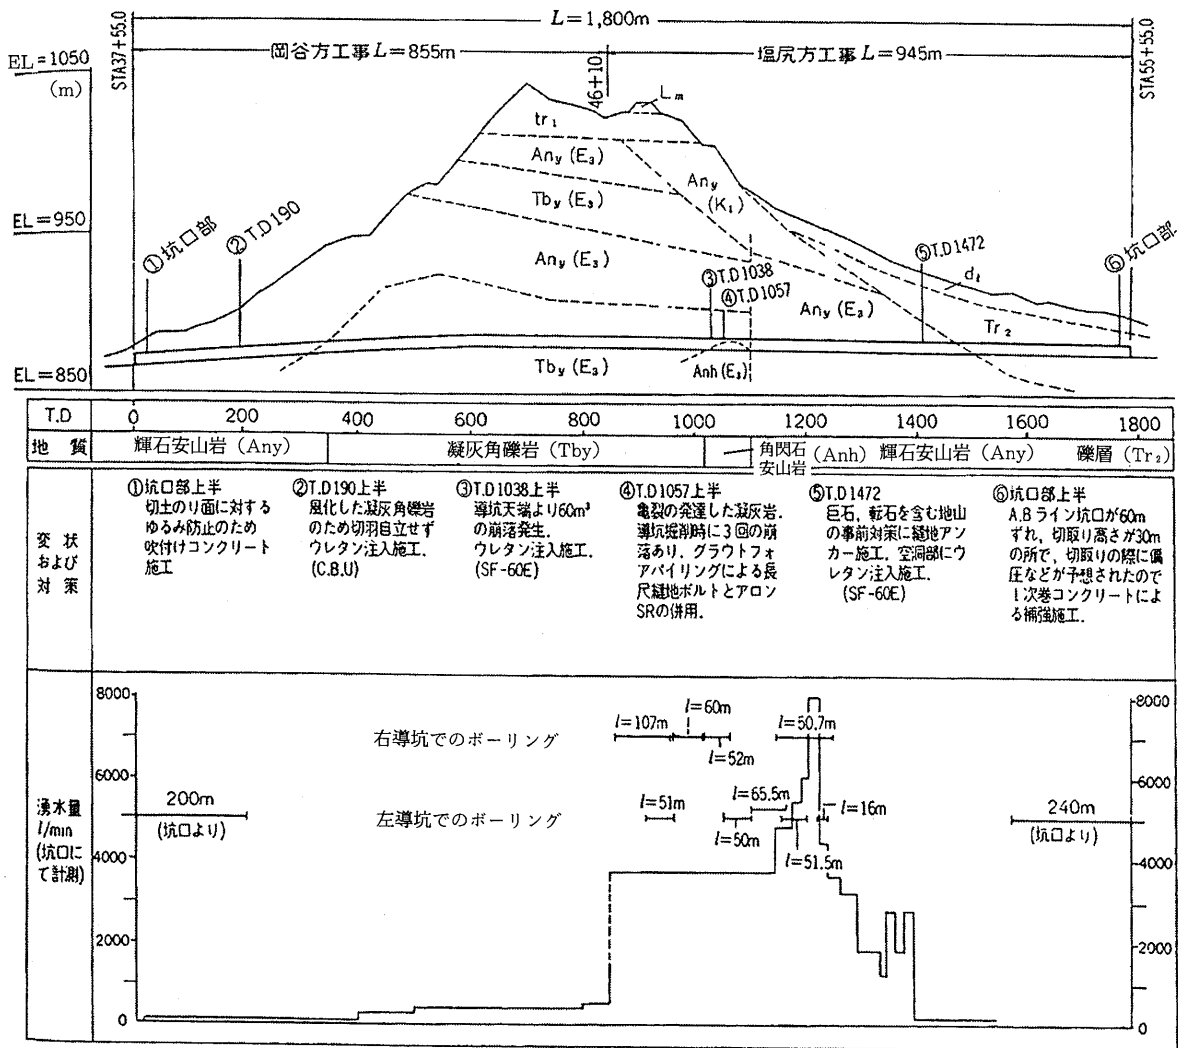 L=1,800m
岡谷方工事L=855m
塩尻方工事L=945m
STA37+55.0
46+10
STA55+55.0
EL=1050
(m)
EL=950
EL=850
Lm
tr₁
Any (E₃)
Any
(K₁)
Tby (E₃)
Any (E₃)
Any (E₃)
Tby (E₃)
Anh (E₃)
dt
Tr₂
①坑口部
②T.D190
③T.D1038
④T.D1057
⑤T.D1472
⑥坑口部
T.D 0 200 400 600 800 1000 1200 1400 1600 1800
地質 輝石安山岩 (Any) 凝灰角礫岩 (Tby) 角閃石安山岩 (Anh) 輝石安山岩 (Any) 礫層 (Tr₂)
変状
および
対策
①坑口部上半
切土のり面に対する
ゆるみ防止のため
吹付けコンクリート
施工
②T.D190上半
風化した凝灰角礫岩
のため切羽自立せず
ウレタン注入施工.
(C.B.U)
③T.D1038上半
導坑天端より60m³
の崩落発生.
ウレタン注入施工.
(SF-60E)
④T.D1057上半
亀裂の発達した凝灰岩.
導坑掘削時に3回の崩
落あり, グラウトフォ
アパイリングによる長
尺縫地ボルトとアロン
SRの併用.
⑤T.D1472
巨石, 転石を含む地山
の事前対策に縫地アン
カー施工. 空洞部にウ
レタン注入施工.
(SF-60E)
⑥坑口部上半
A.Bライン坑口が60m
ずれ, 切取り高さが30m
の所で, 切取りの際に偏
圧などが予想されたので
1次巻コンクリートによ
る補強施工.
湧水量
l/min
(坑口に
て計測)
8000
6000
4000
2000
0
右導坑でのボーリング
l=107m
l=60m
l=52m
l=50.7m
200m
(坑口より)
左導坑でのボーリング
l=51m
l=65.5m
l=50m
l=51.5m
l=16m
240m
(坑口より)
8000
6000
4000
2000
0